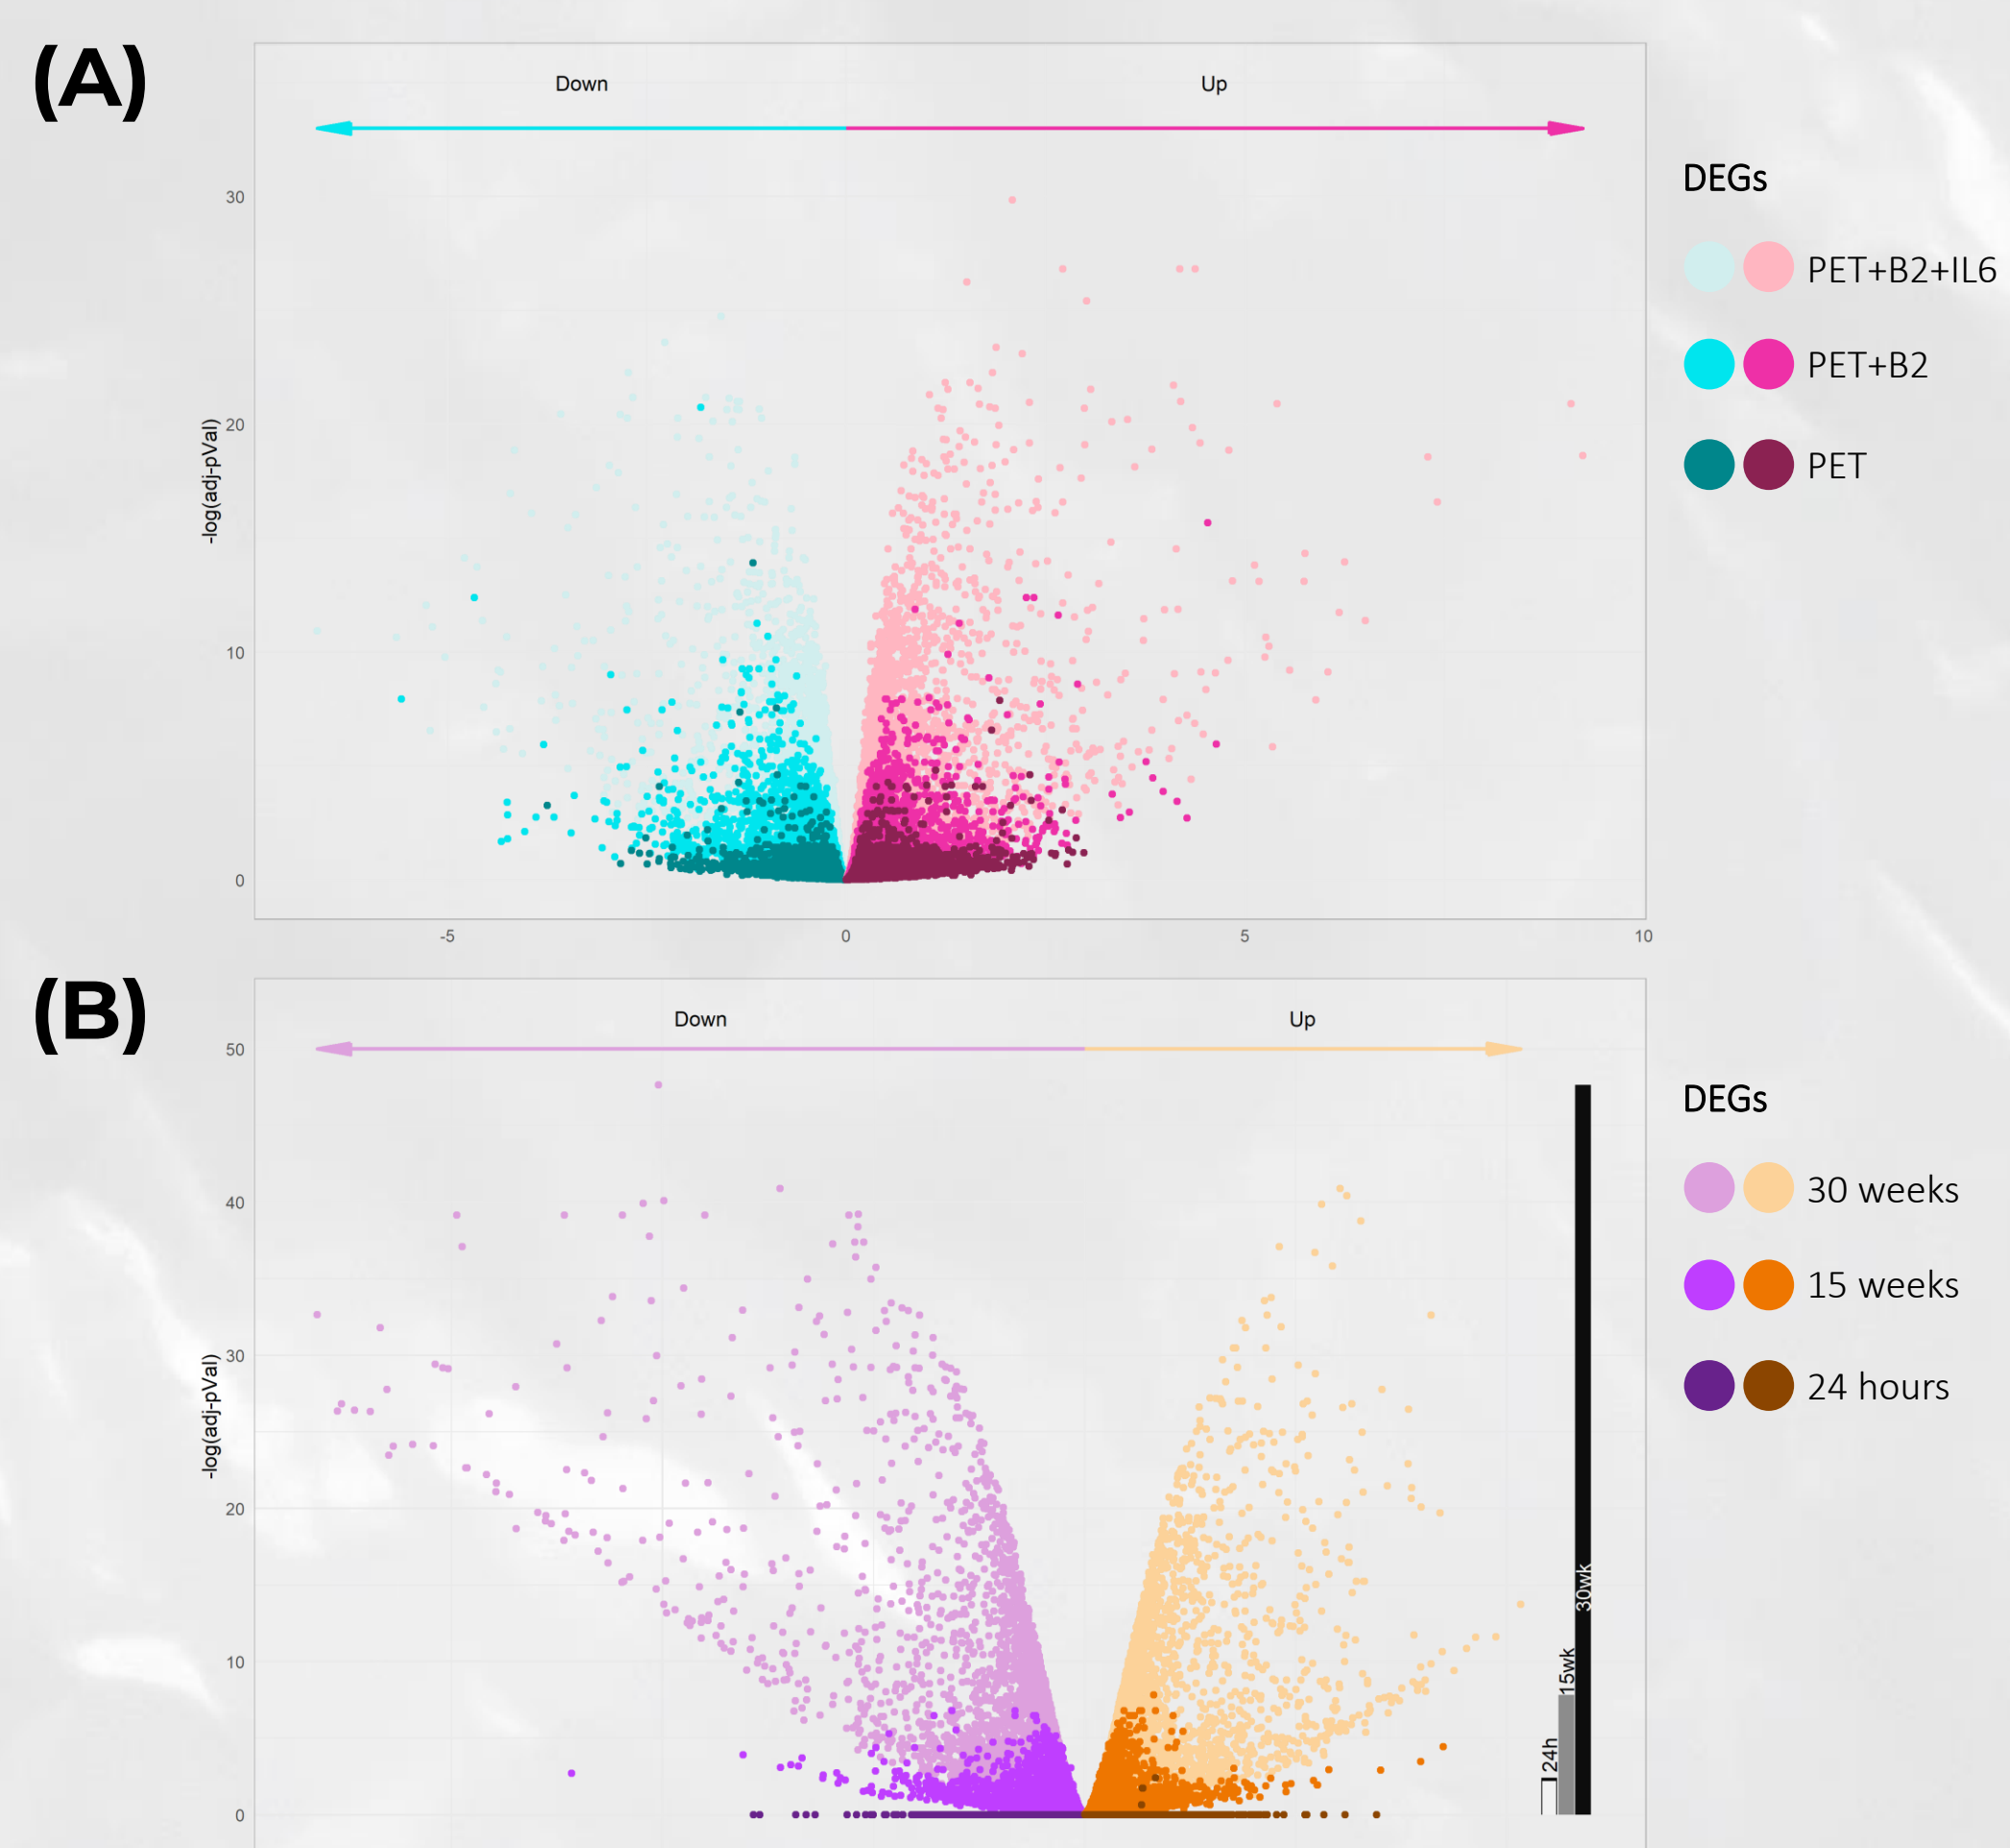 (A)
Down Up
30
20
10
0
-log(adj-pVal)
-5 0 5 10
DEGs
PET+B2+IL6
PET+B2
PET
(B)
Down Up
50
40
30
20
10
0
-log(adj-pVal)
24h
15wk
30wk
DEGs
30 weeks
15 weeks
24 hours